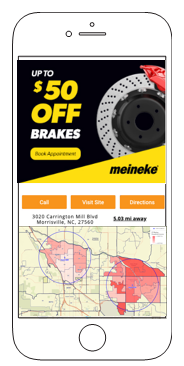 UP TO
$50
OFF
BRAKES
Book Appointment
meineke
Call
Visit Site
Directions
3020 Carrington Mill Blvd
Morrisville, NC, 27560
5.03 mi away